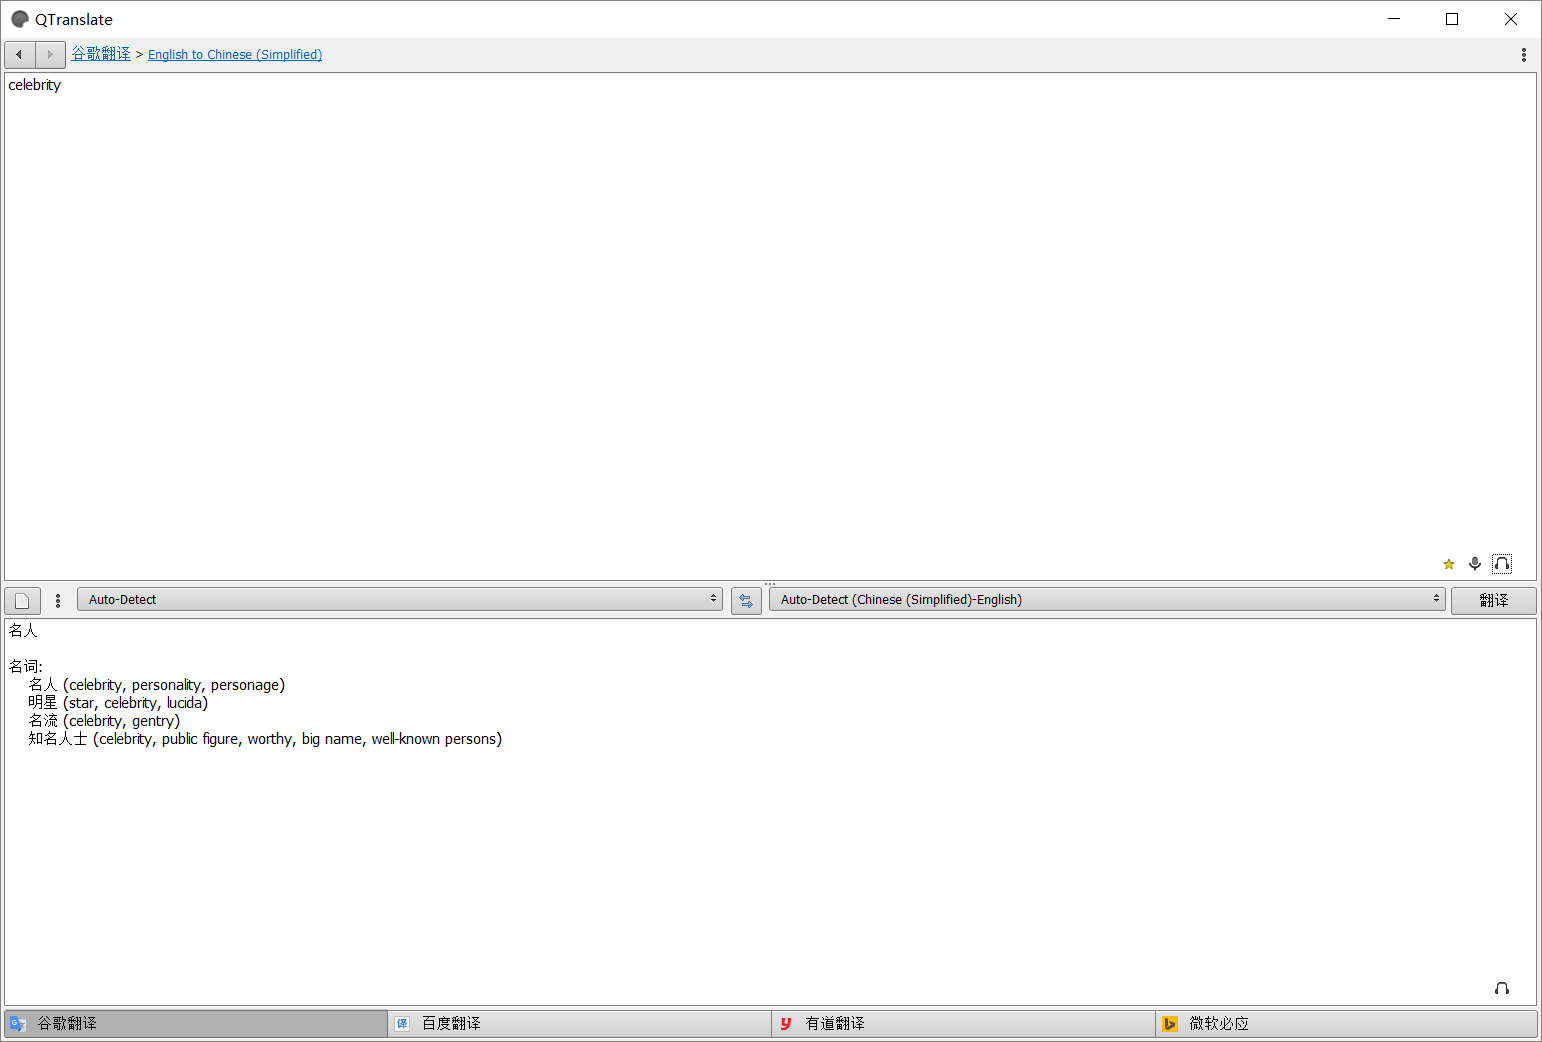 QTranslate
谷歌翻译 > English to Chinese (Simplified)
celebrity
Auto-Detect
Auto-Detect (Chinese (Simplified)-English)
翻译
名人
名词:
名人 (celebrity, personality, personage)
明星 (star, celebrity, lucida)
名流 (celebrity, gentry)
知名人士 (celebrity, public figure, worthy, big name, well-known persons)
谷歌翻译
译 百度翻译
有道翻译
微软必应